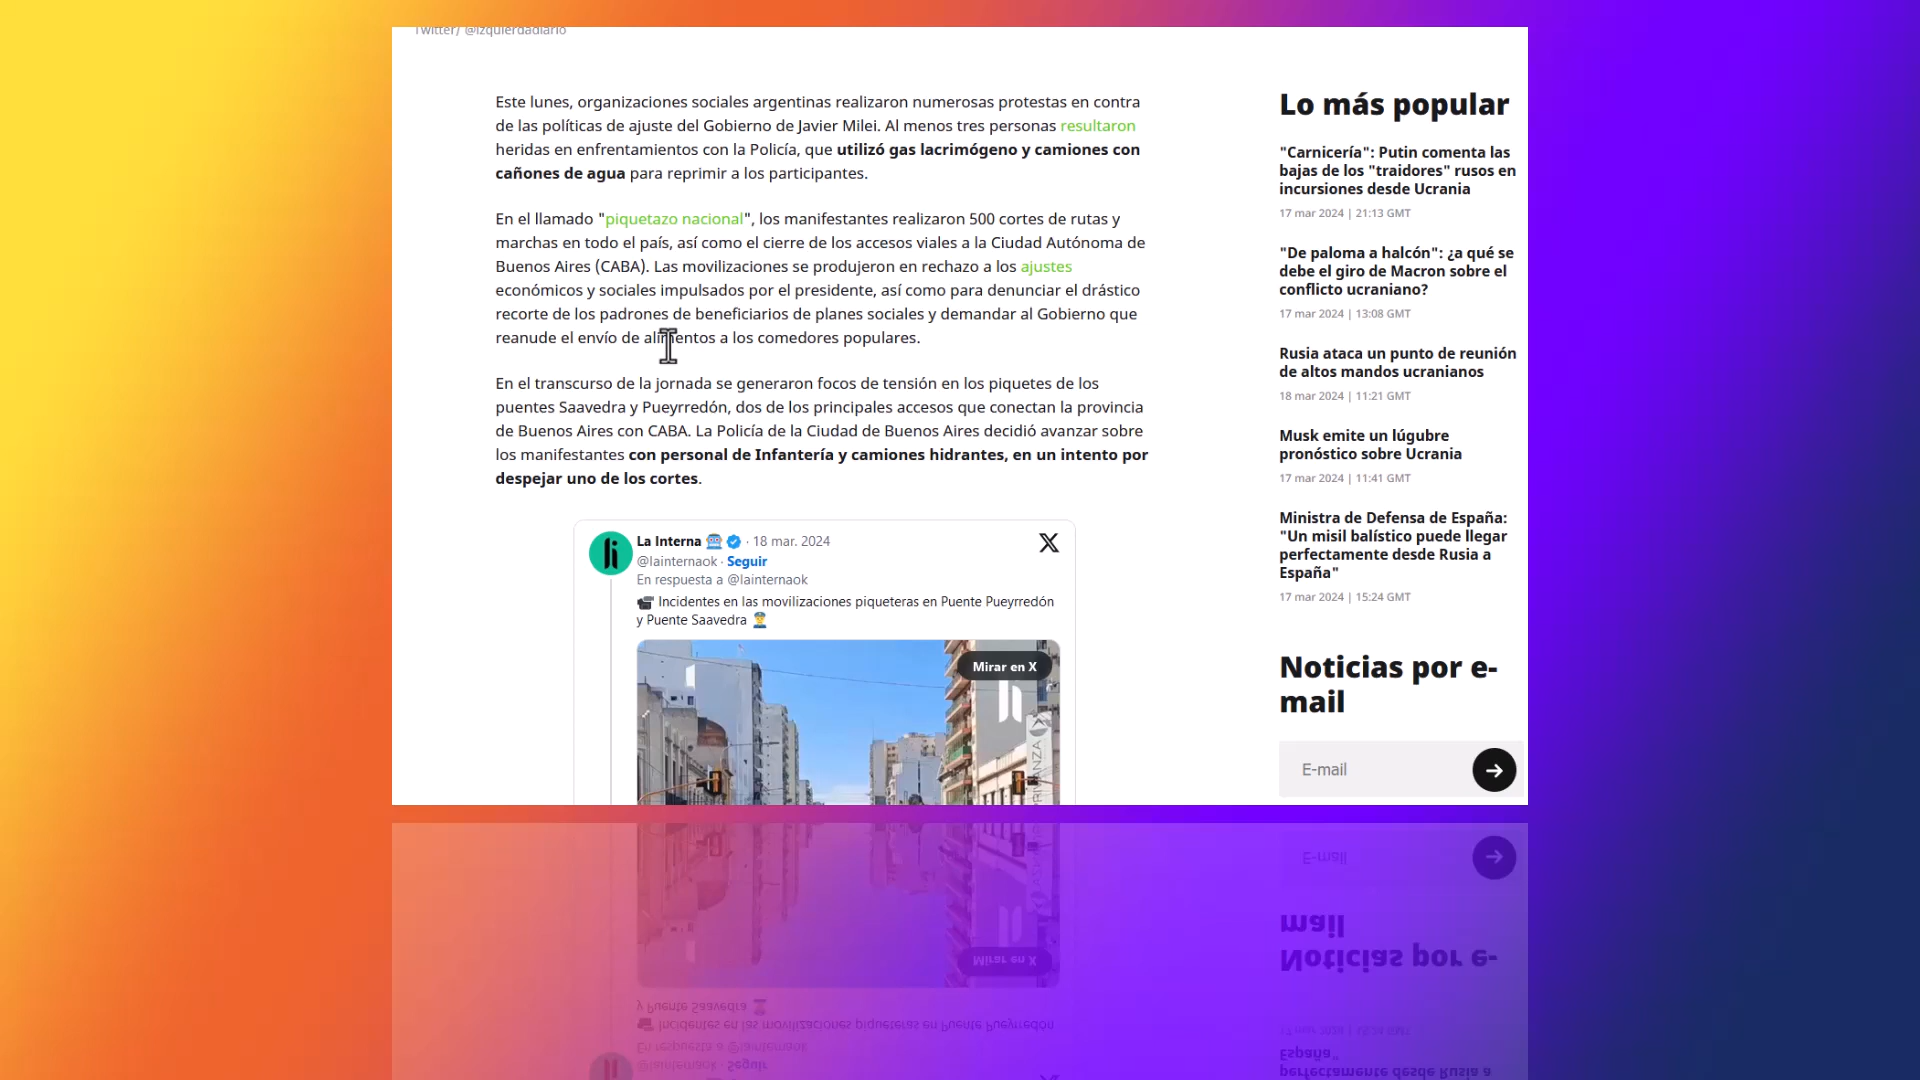 Twitter/ @izquierdadiario
Este lunes, organizaciones sociales argentinas realizaron numerosas protestas en contra
de las políticas de ajuste del Gobierno de Javier Milei. Al menos tres personas resultaron
heridas en enfrentamientos con la Policía, que utilizó gas lacrimógeno y camiones con
cañones de agua para reprimir a los participantes.
En el llamado "piquetazo nacional", los manifestantes realizaron 500 cortes de rutas y
marchas en todo el país, así como el cierre de los accesos viales a la Ciudad Autónoma de
Buenos Aires (CABA). Las movilizaciones se produjeron en rechazo a los ajustes
económicos y sociales impulsados por el presidente, así como para denunciar el drástico
recorte de los padrones de beneficiarios de planes sociales y demandar al Gobierno que
reanude el envío de alimentos a los comedores populares.
En el transcurso de la jornada se generaron focos de tensión en los piquetes de los
puentes Saavedra y Pueyrredón, dos de los principales accesos que conectan la provincia
de Buenos Aires con CABA. La Policía de la Ciudad de Buenos Aires decidió avanzar sobre
los manifestantes con personal de Infantería y camiones hidrantes, en un intento por
despejar uno de los cortes.
La Interna · 18 mar. 2024
@lainternaok · Seguir
En respuesta a @lainternaok
Incidentes en las movilizaciones piqueteras en Puente Pueyrredón
y Puente Saavedra
Mirar en X
Lo más popular
"Carnicería": Putin comenta las
bajas de los "traidores" rusos en
incursiones desde Ucrania
17 mar 2024 | 21:13 GMT
"De paloma a halcón": ¿a qué se
debe el giro de Macron sobre el
conflicto ucraniano?
17 mar 2024 | 13:08 GMT
Rusia ataca un punto de reunión
de altos mandos ucranianos
18 mar 2024 | 11:21 GMT
Musk emite un lúgubre
pronóstico sobre Ucrania
17 mar 2024 | 11:41 GMT
Ministra de Defensa de España:
"Un misil balístico puede llegar
perfectamente desde Rusia a
España"
17 mar 2024 | 15:24 GMT
Noticias por e-
mail
E-mail